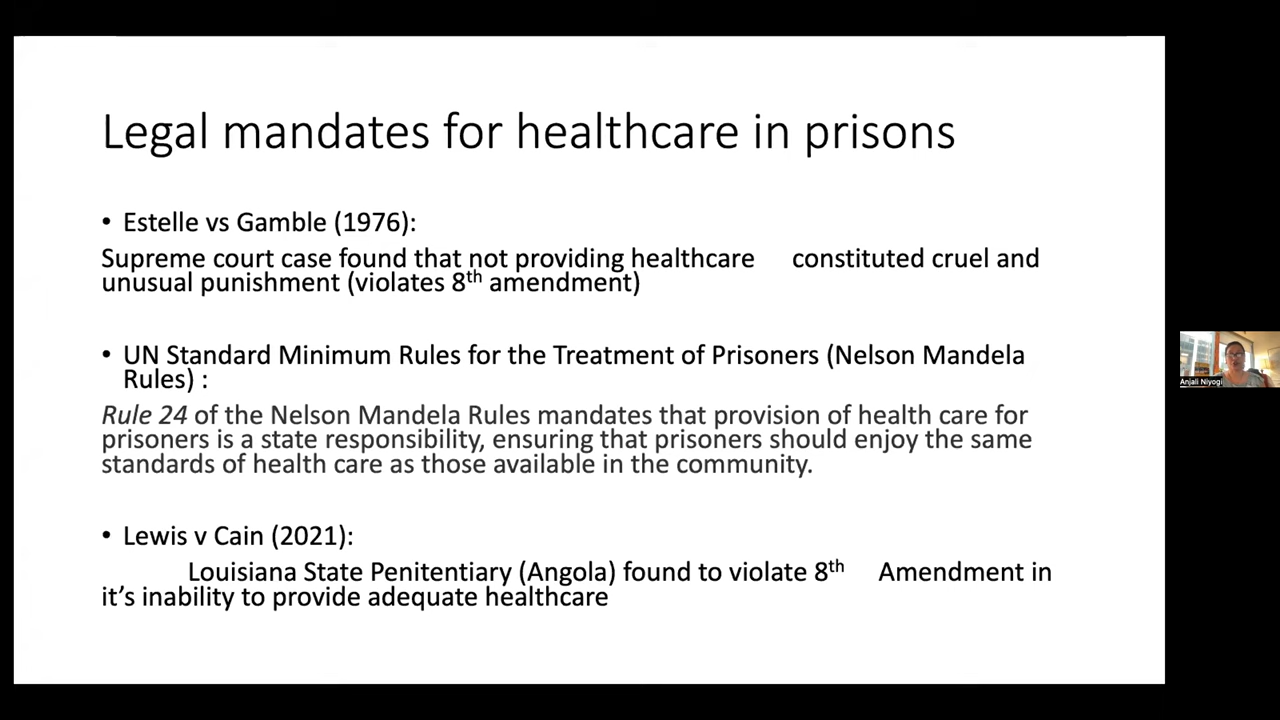 Legal mandates for healthcare in prisons
• Estelle vs Gamble (1976):
Supreme court case found that not providing healthcare constituted cruel and
unusual punishment (violates 8th amendment)
• UN Standard Minimum Rules for the Treatment of Prisoners (Nelson Mandela
Rules) :
Rule 24 of the Nelson Mandela Rules mandates that provision of health care for
prisoners is a state responsibility, ensuring that prisoners should enjoy the same
standards of health care as those available in the community.
• Lewis v Cain (2021):
Louisiana State Penitentiary (Angola) found to violate 8th Amendment in
it’s inability to provide adequate healthcare
Anjali Niyogi